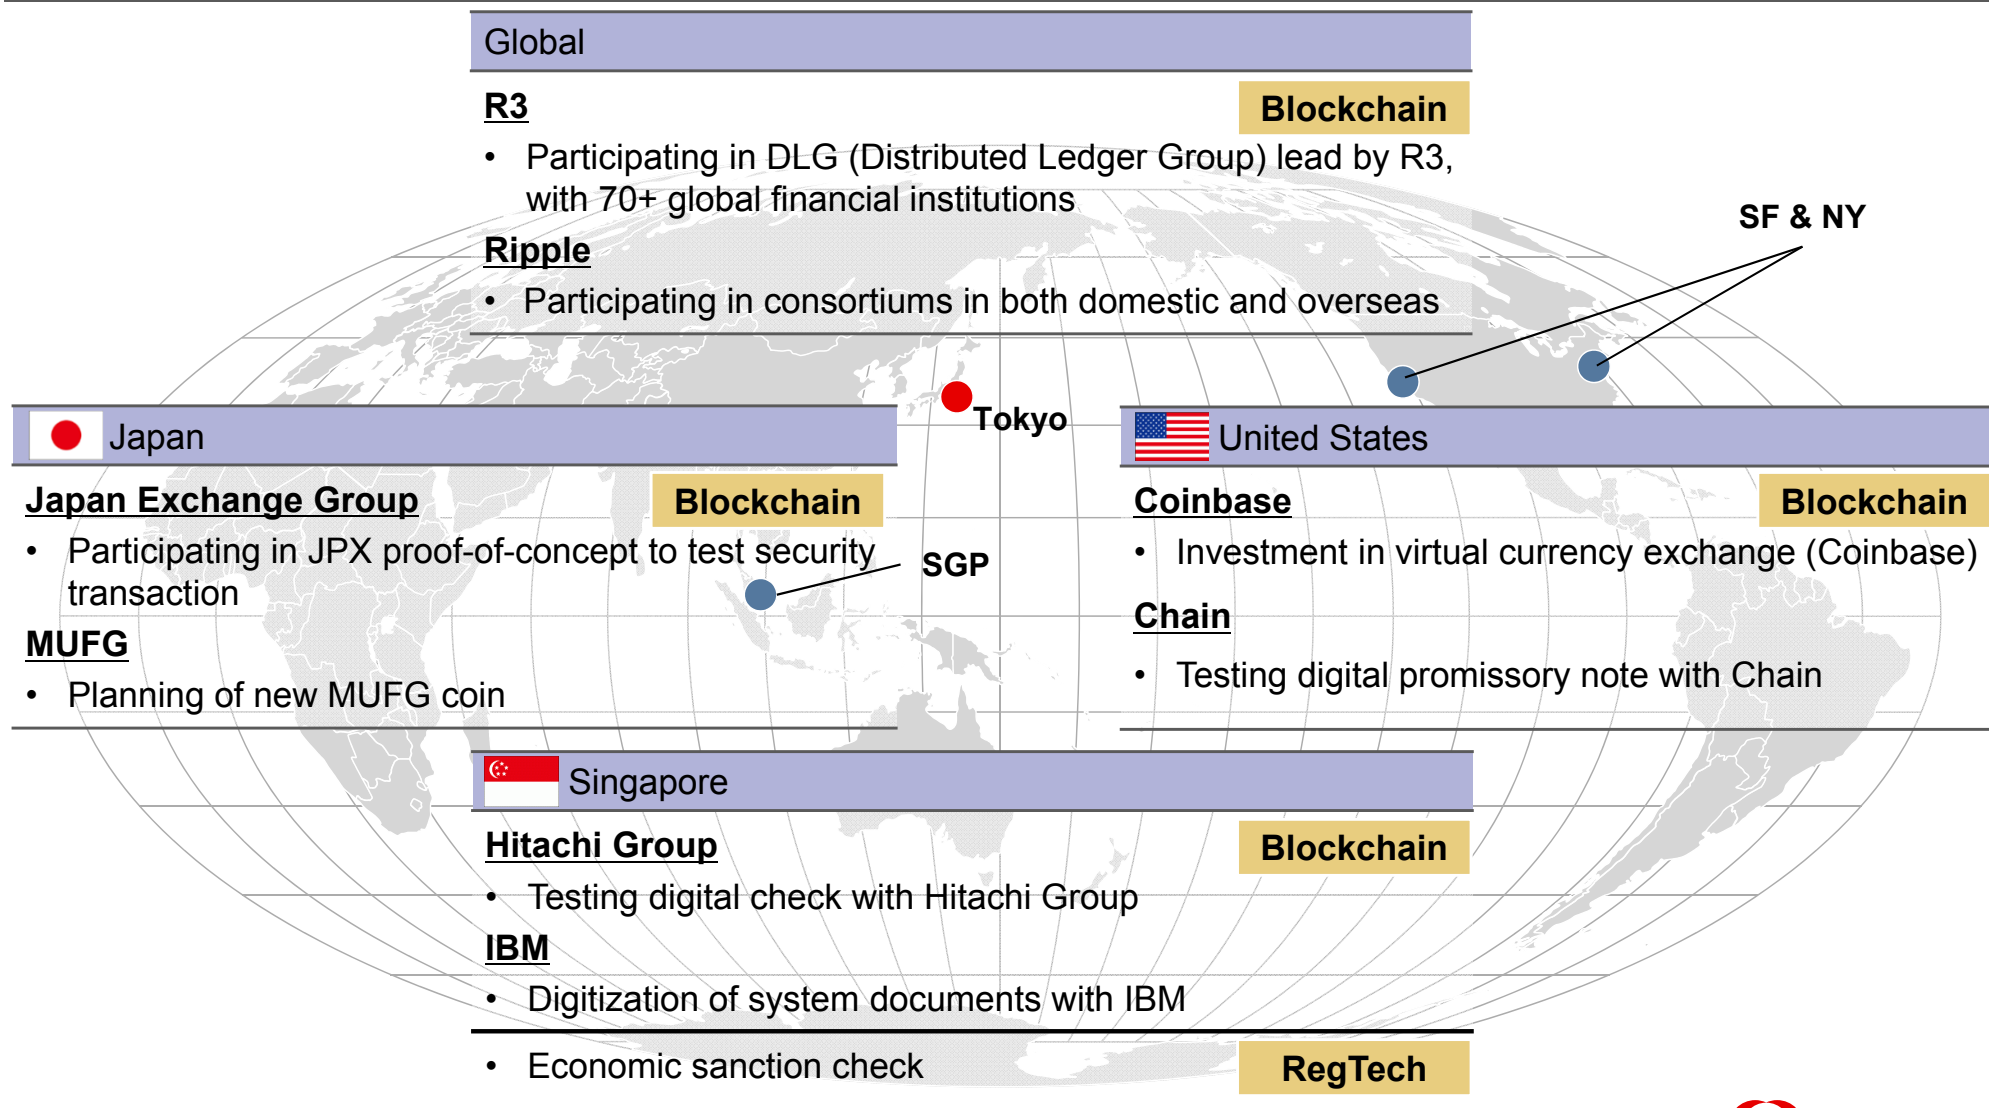 Global
R3
Blockchain
• Participating in DLG (Distributed Ledger Group) lead by R3,
with 70+ global financial institutions
Ripple
• Participating in consortiums in both domestic and overseas
SF & NY
Tokyo
Japan
Japan Exchange Group
Blockchain
• Participating in JPX proof-of-concept to test security
transaction
MUFG
• Planning of new MUFG coin
SGP
United States
Coinbase
Blockchain
• Investment in virtual currency exchange (Coinbase)
Chain
• Testing digital promissory note with Chain
Singapore
Hitachi Group
Blockchain
• Testing digital check with Hitachi Group
IBM
• Digitization of system documents with IBM
• Economic sanction check
RegTech